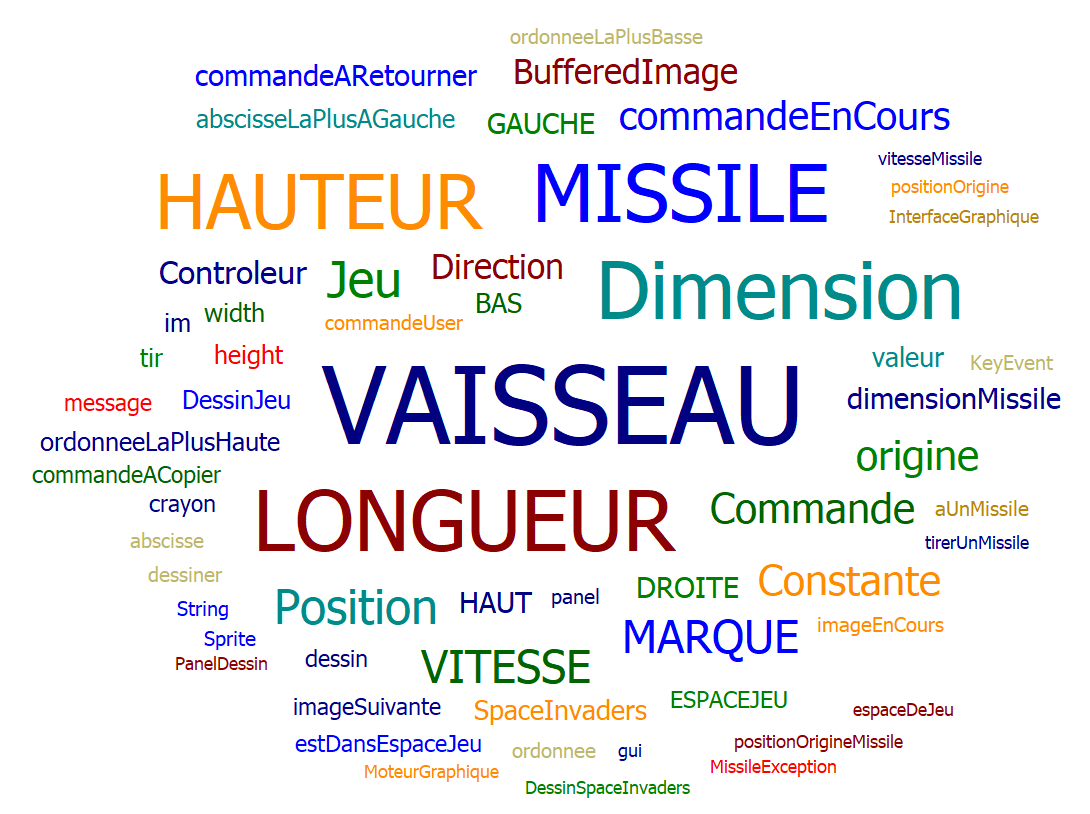 ordonneeLaPlusBasse
commandeARetourner BufferedImage
abscisseLaPlusAGauche GAUCHE commandeEnCours
vitesseMissile
HAUTEUR MISSILE positionOrigine
InterfaceGraphique
Controleur Jeu Direction Dimension
im width commandeUser BAS
tir height valeur KeyEvent
message DessinJeu VAISSEAU dimensionMissile
ordonneeLaPlusHaute origine
commandeACopier
crayon LONGUEUR Commande aUnMissile
abscisse tirerUnMissile
dessiner Constante
String Position HAUT panel DROITE
Sprite MARQUE imageEnCours
PanelDessin dessin VITESSE
imageSuivante SpaceInvaders ESPACEJEU espaceDeJeu
estDansEspaceJeu ordonnee gui positionOrigineMissile
MoteurGraphique MissileException
DessinSpaceInvaders